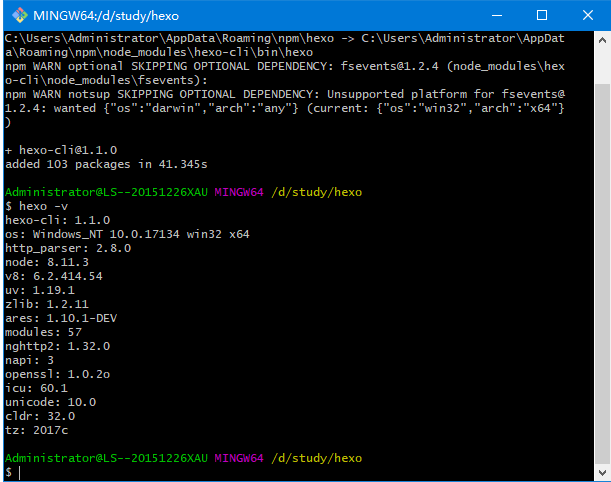 MINGW64:/d/study/hexo
C:\Users\Administrator\AppData\Roaming\npm\hexo -> C:\Users\Administrator\AppDat
a\Roaming\npm\node_modules\hexo-cli\bin\hexo
npm WARN optional SKIPPING OPTIONAL DEPENDENCY: fsevents@1.2.4 (node_modules\hex
o-cli\node_modules\fsevents):
npm WARN notsup SKIPPING OPTIONAL DEPENDENCY: Unsupported platform for fsevents@
1.2.4: wanted {"os":"darwin","arch":"any"} (current: {"os":"win32","arch":"x64"}
)
+ hexo-cli@1.1.0
added 103 packages in 41.345s
Administrator@LS--20151226XAU MINGW64 /d/study/hexo
$ hexo -v
hexo-cli: 1.1.0
os: Windows_NT 10.0.17134 win32 x64
http_parser: 2.8.0
node: 8.11.3
v8: 6.2.414.54
uv: 1.19.1
zlib: 1.2.11
ares: 1.10.1-DEV
modules: 57
nghttp2: 1.32.0
napi: 3
openssl: 1.0.2o
icu: 60.1
unicode: 10.0
cldr: 32.0
tz: 2017c
Administrator@LS--20151226XAU MINGW64 /d/study/hexo
$